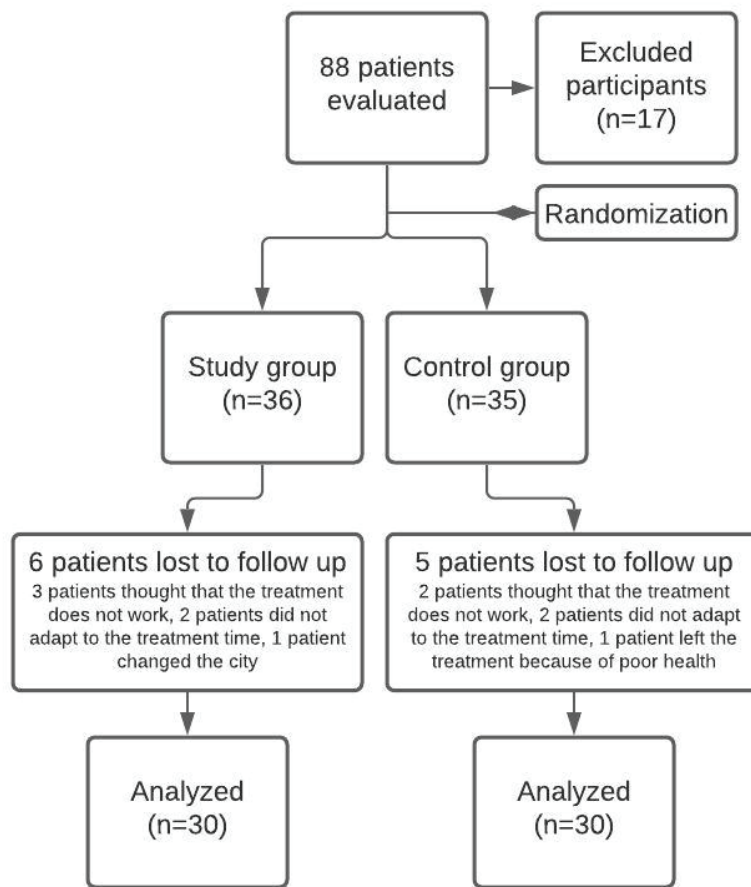 88 patients
evaluated
Excluded
participants
(n=17)
Randomization
Study group
(n=36)
Control group
(n=35)
6 patients lost to follow up
3 patients thought that the treatment
does not work, 2 patients did not
adapt to the treatment time, 1 patient
changed the city
5 patients lost to follow up
2 patients thought that the treatment
does not work, 2 patients did not adapt
to the treatment time, 1 patient left the
treatment because of poor health
Analyzed
(n=30)
Analyzed
(n=30)